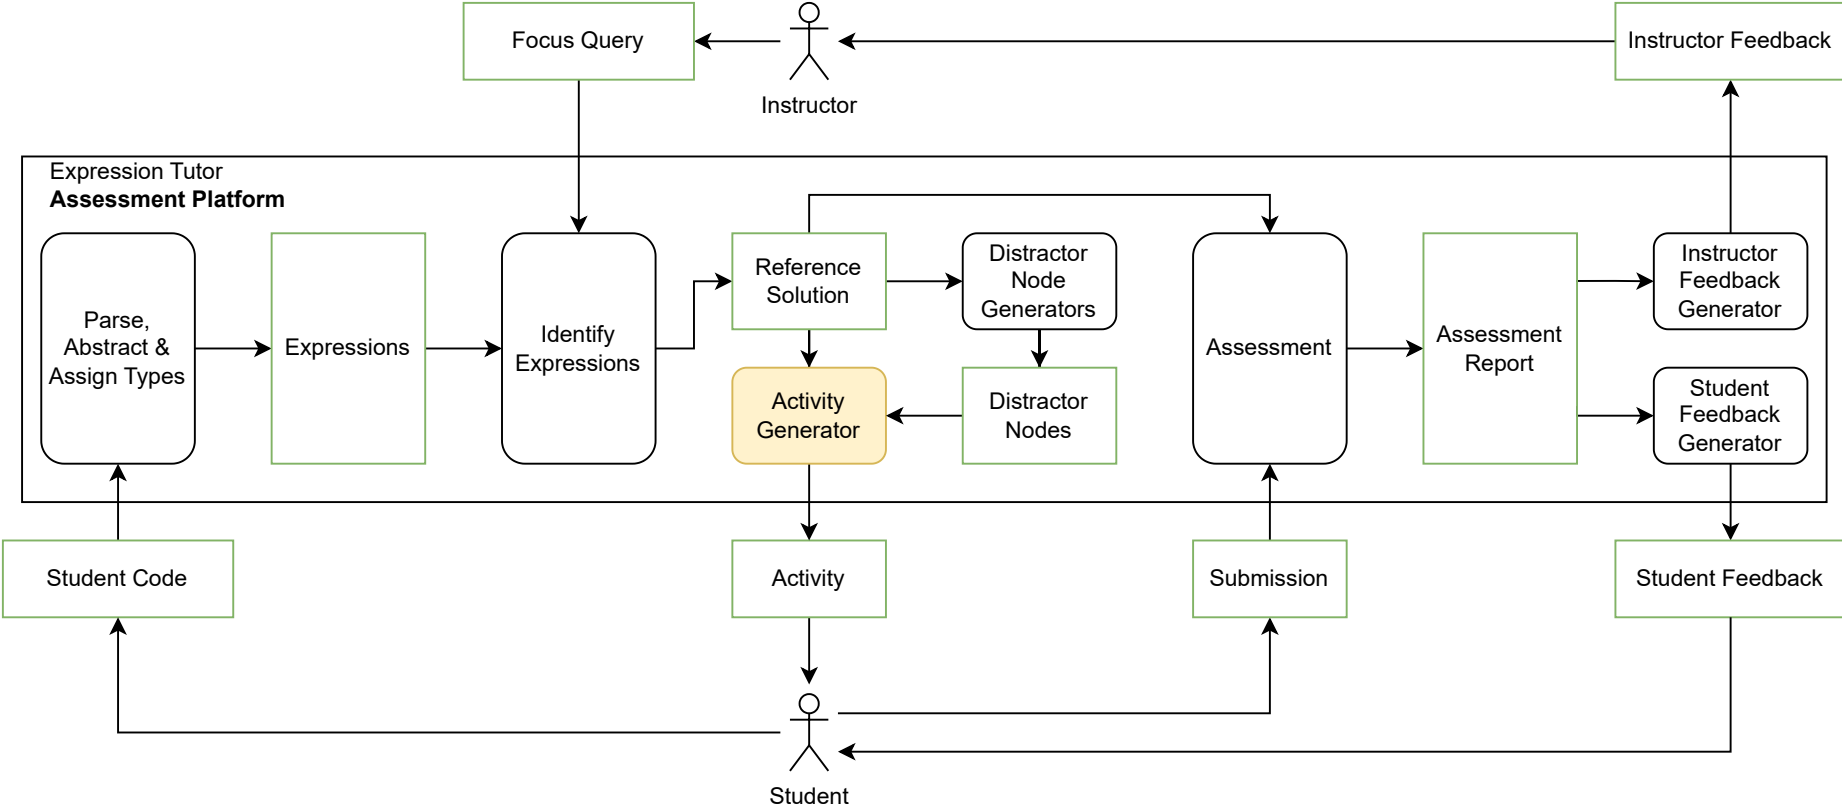 Focus Query
Instructor
Instructor Feedback
Expression Tutor
Assessment Platform
Parse,
Abstract &
Assign Types
Expressions
Identify
Expressions
Reference
Solution
Distractor
Node
Generators
Activity
Generator
Distractor
Nodes
Assessment
Assessment
Report
Instructor
Feedback
Generator
Student
Feedback
Generator
Student Code
Activity
Submission
Student Feedback
Student